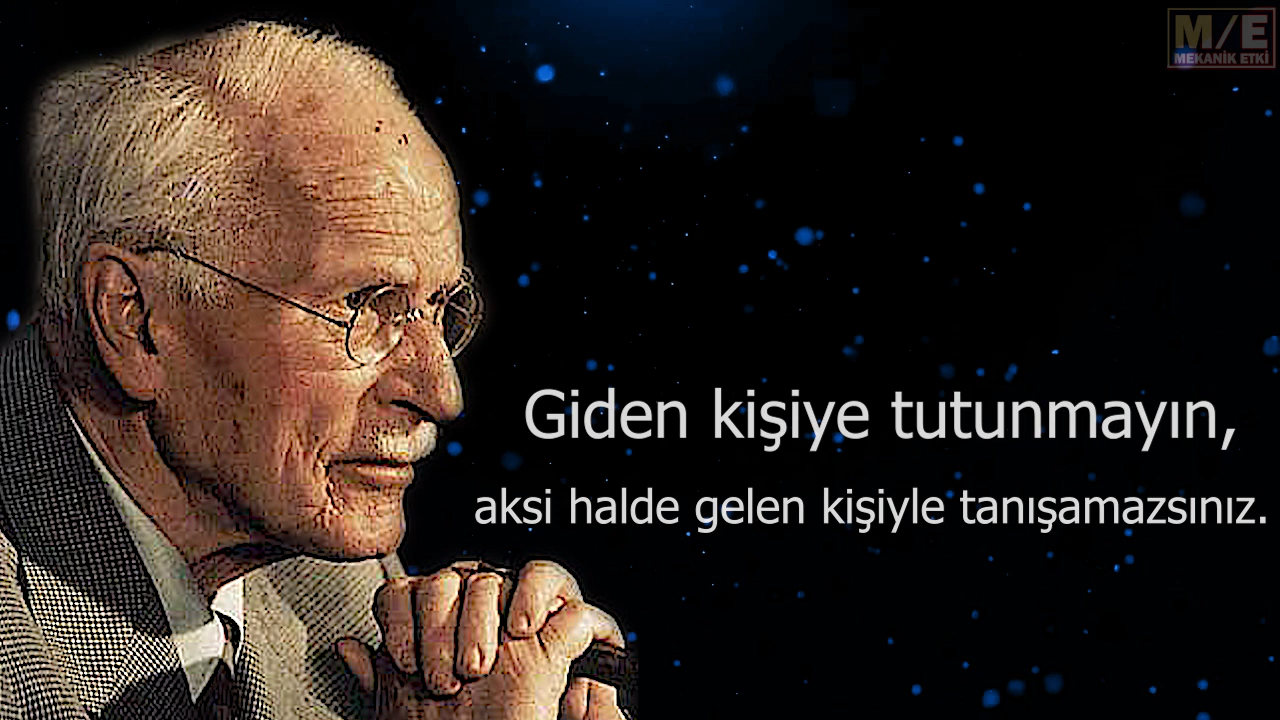 M/E
MEKANİK ETKİ
Giden kişiye tutunmayın,
aksi halde gelen kişiyle tanışamazsınız.